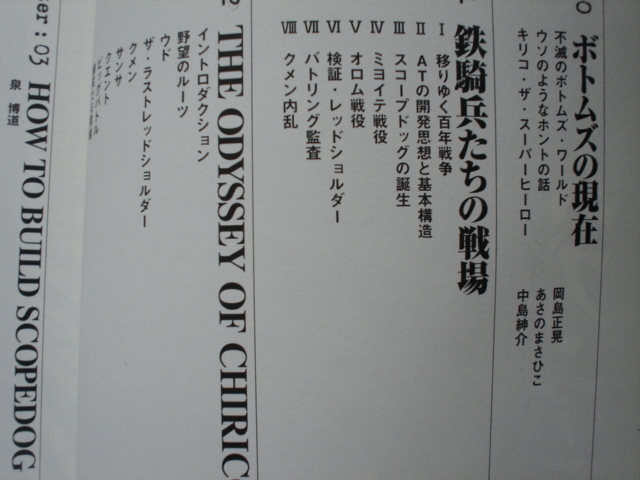 ボトムズの現在
不滅のボトムズ・ワールド
岡島正晃
ウソのようなホントの話
あさのまさひこ
キリコ・ザ・スーパーヒーロー
中島紳介
鉄騎兵たちの戦場
Ⅰ 移りゆく百年戦争
Ⅱ ATの開発思想と基本構造
Ⅲ スコープドッグの誕生
Ⅳ ミヨイテ戦役
Ⅴ オロム戦役
Ⅵ 検証・レッドショルダー
Ⅶ バトリング監査
Ⅷ クメン内乱
THE ODYSSEY OF CHIRICO
イントロダクション
野望のルーツ
ウド
ザ・ラストレッドショルダー
クメン
サンサ
クエント
ビッグバトル
: 03 HOW TO BUILD SCOPEDOG
泉 博道